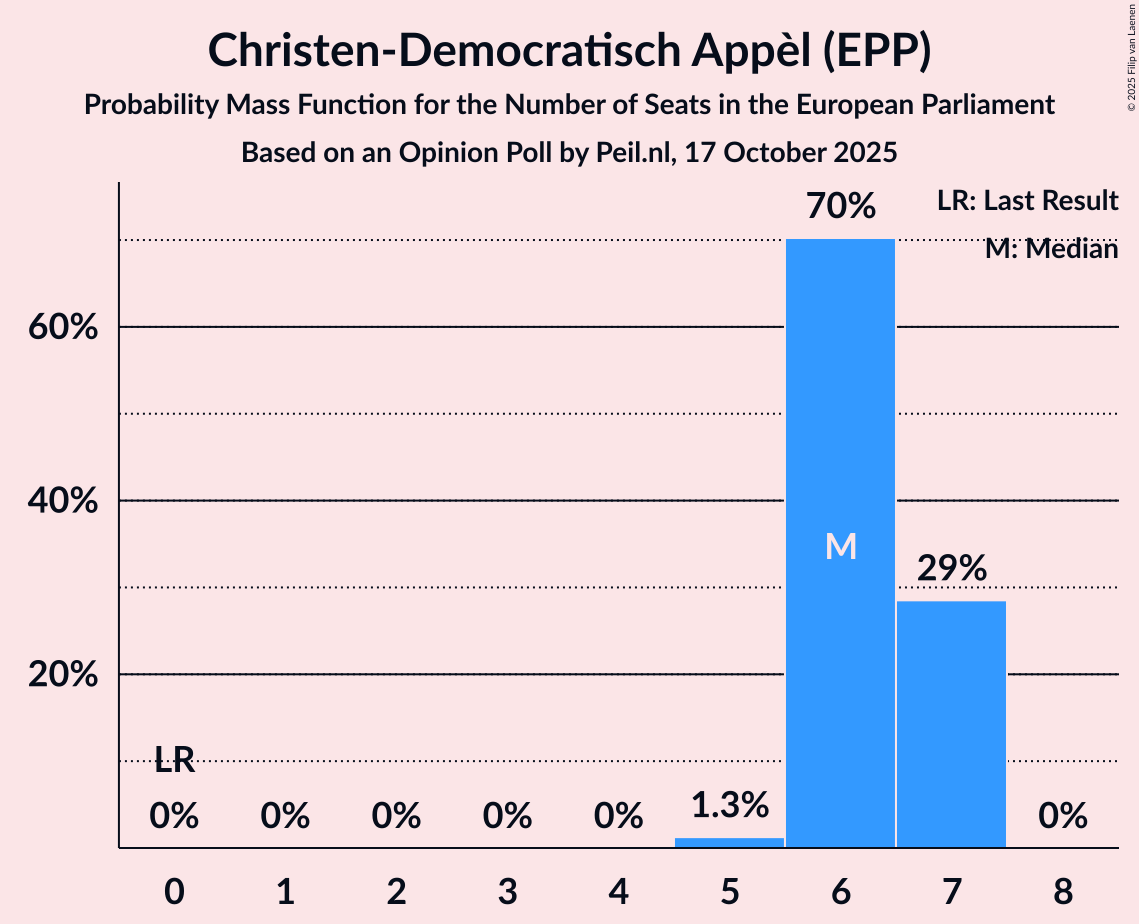 Christen-Democratisch Appèl (EPP)
Probability Mass Function for the Number of Seats in the European Parliament
Based on an Opinion Poll by Peil.nl, 17 October 2025
© 2025 Filip van Laenen
LR: Last Result
M: Median
70%
60%
40%
M
29%
20%
LR
0%
0%
0%
0%
0%
1.3%
0%
0 1 2 3 4 5 6 7 8